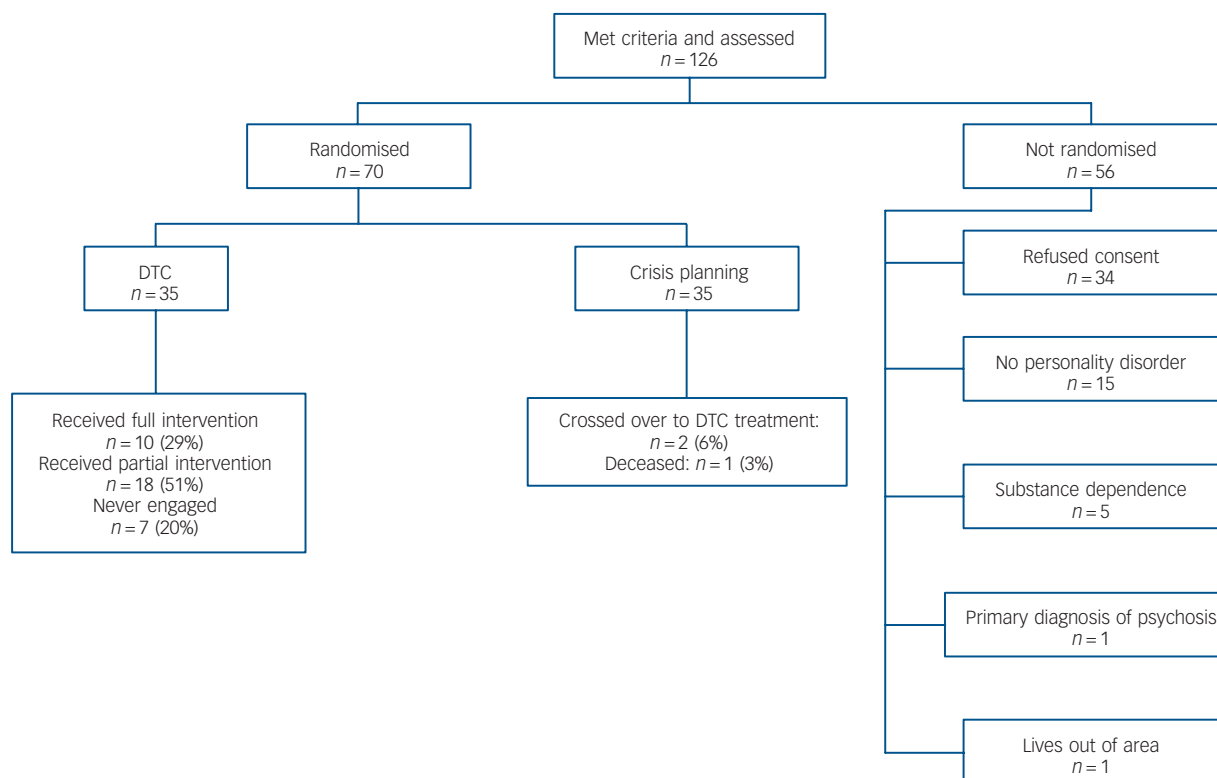 Met criteria and assessed
n = 126
Randomised
n = 70
Not randomised
n = 56
DTC
n = 35
Crisis planning
n = 35
Received full intervention
n = 10 (29%)
Received partial intervention
n = 18 (51%)
Never engaged
n = 7 (20%)
Crossed over to DTC treatment:
n = 2 (6%)
Deceased: n = 1 (3%)
Refused consent
n = 34
No personality disorder
n = 15
Substance dependence
n = 5
Primary diagnosis of psychosis
n = 1
Lives out of area
n = 1